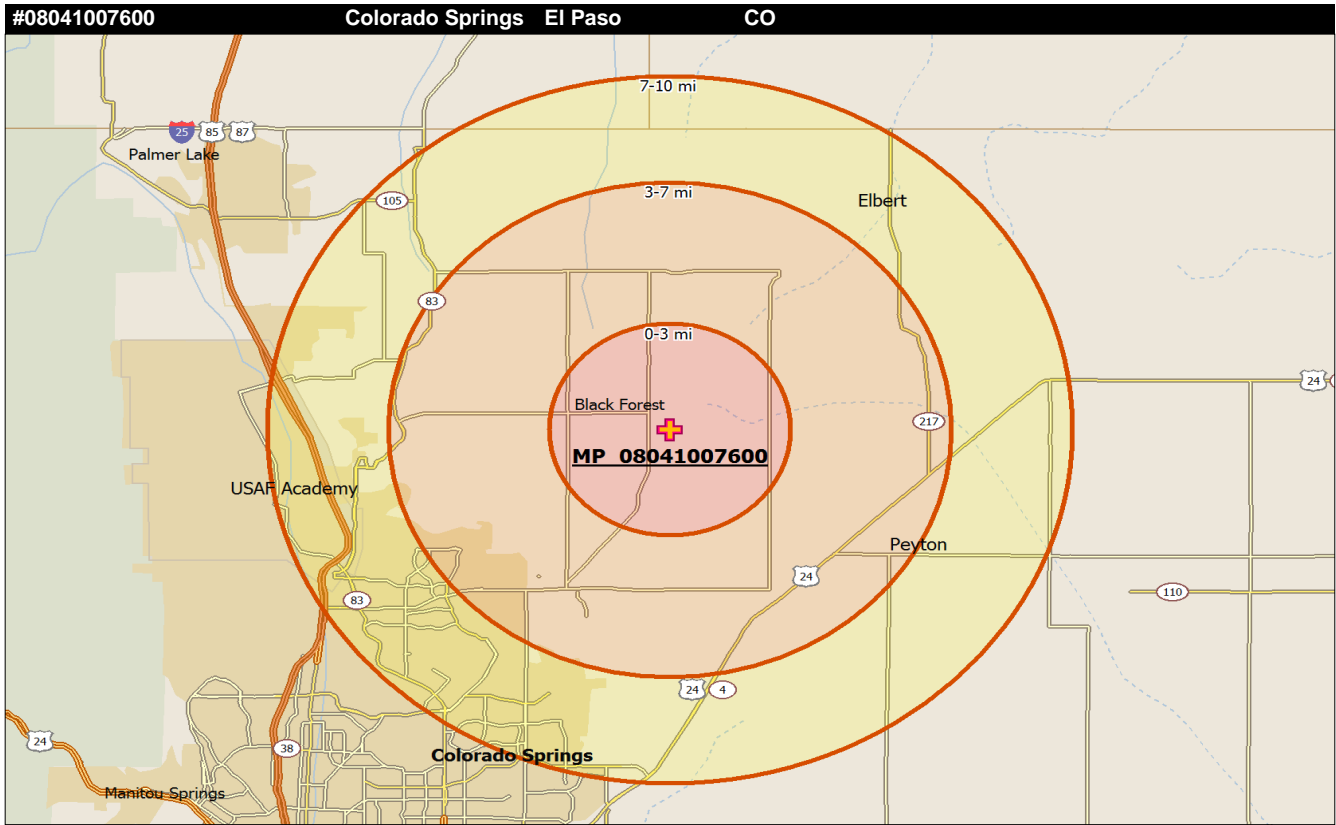 #08041007600 Colorado Springs El Paso CO
7-10 mi
25 85 87
Palmer Lake
3-7 mi
105
Elbert
83
0-3 mi
24
Black Forest
217
MP 08041007600
USAF Academy
Peyton
24
83
110
24 4
24
38
Colorado Springs
Manitou Springs